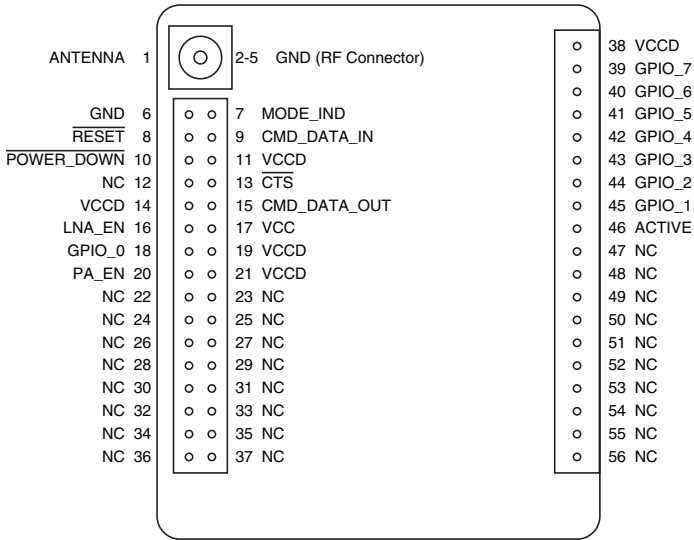 ANTENNA 1 2-5 GND (RF Connector)
38 VCCD
39 GPIO_7
40 GPIO_6
GND 6 7 MODE_IND 41 GPIO_5
RESET 8 9 CMD_DATA_IN 42 GPIO_4
POWER_DOWN 10 11 VCCD 43 GPIO_3
NC 12 13 CTS 44 GPIO_2
VCCD 14 15 CMD_DATA_OUT 45 GPIO_1
LNA_EN 16 17 VCC 46 ACTIVE
GPIO_0 18 19 VCCD 47 NC
PA_EN 20 21 VCCD 48 NC
NC 22 23 NC 49 NC
NC 24 25 NC 50 NC
NC 26 27 NC 51 NC
NC 28 29 NC 52 NC
NC 30 31 NC 53 NC
NC 32 33 NC 54 NC
NC 34 35 NC 55 NC
NC 36 37 NC 56 NC